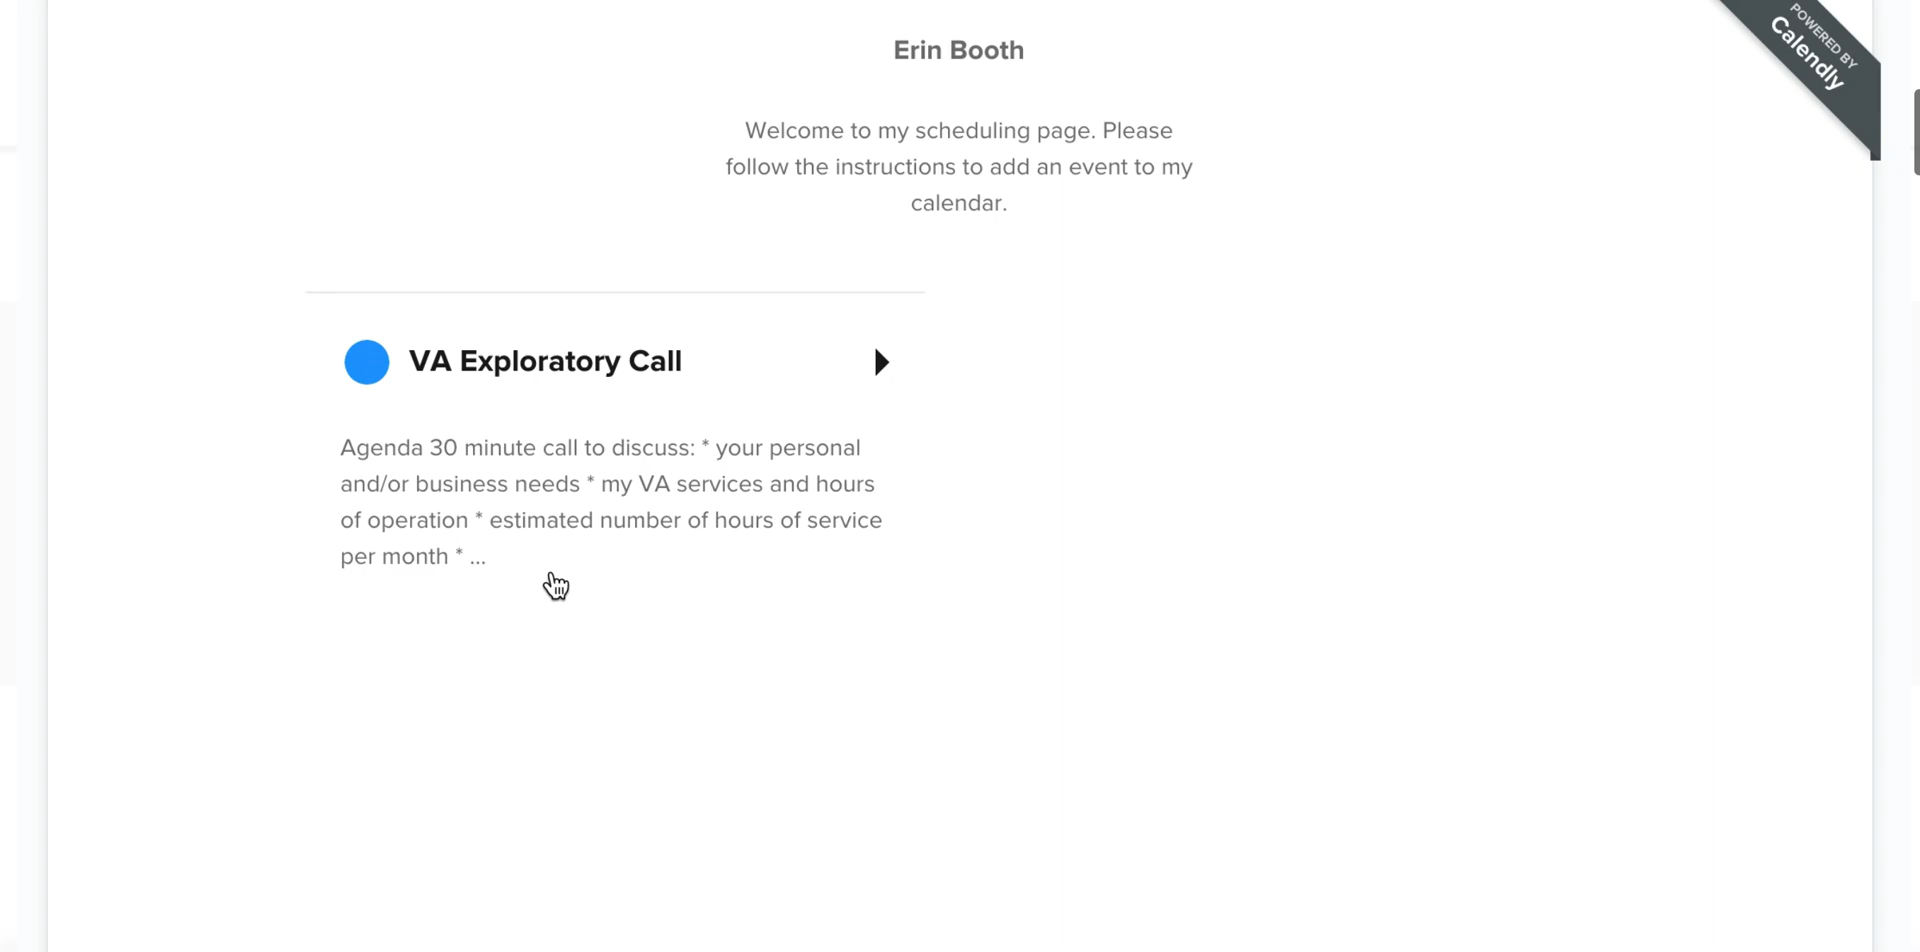 Erin Booth
POWERED BY
Calendly
Welcome to my scheduling page. Please
follow the instructions to add an event to my
calendar.
VA Exploratory Call
Agenda 30 minute call to discuss: * your personal
and/or business needs * my VA services and hours
of operation * estimated number of hours of service
per month * ...